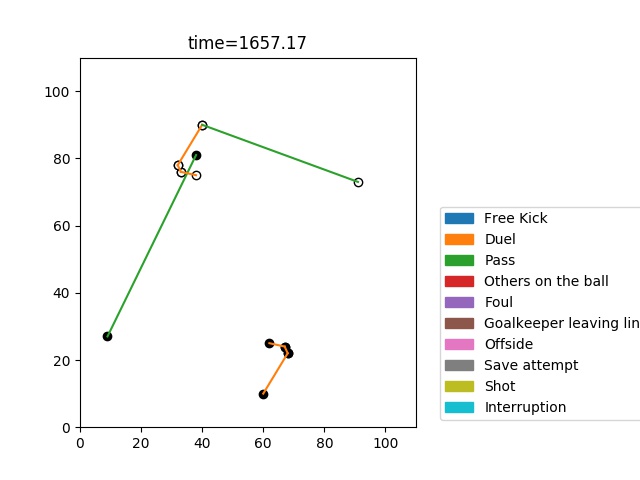 time=1657.17
100
80
60
40
20
0
0 20 40 60 80 100
Free Kick
Duel
Pass
Others on the ball
Foul
Goalkeeper leaving lin
Offside
Save attempt
Shot
Interruption